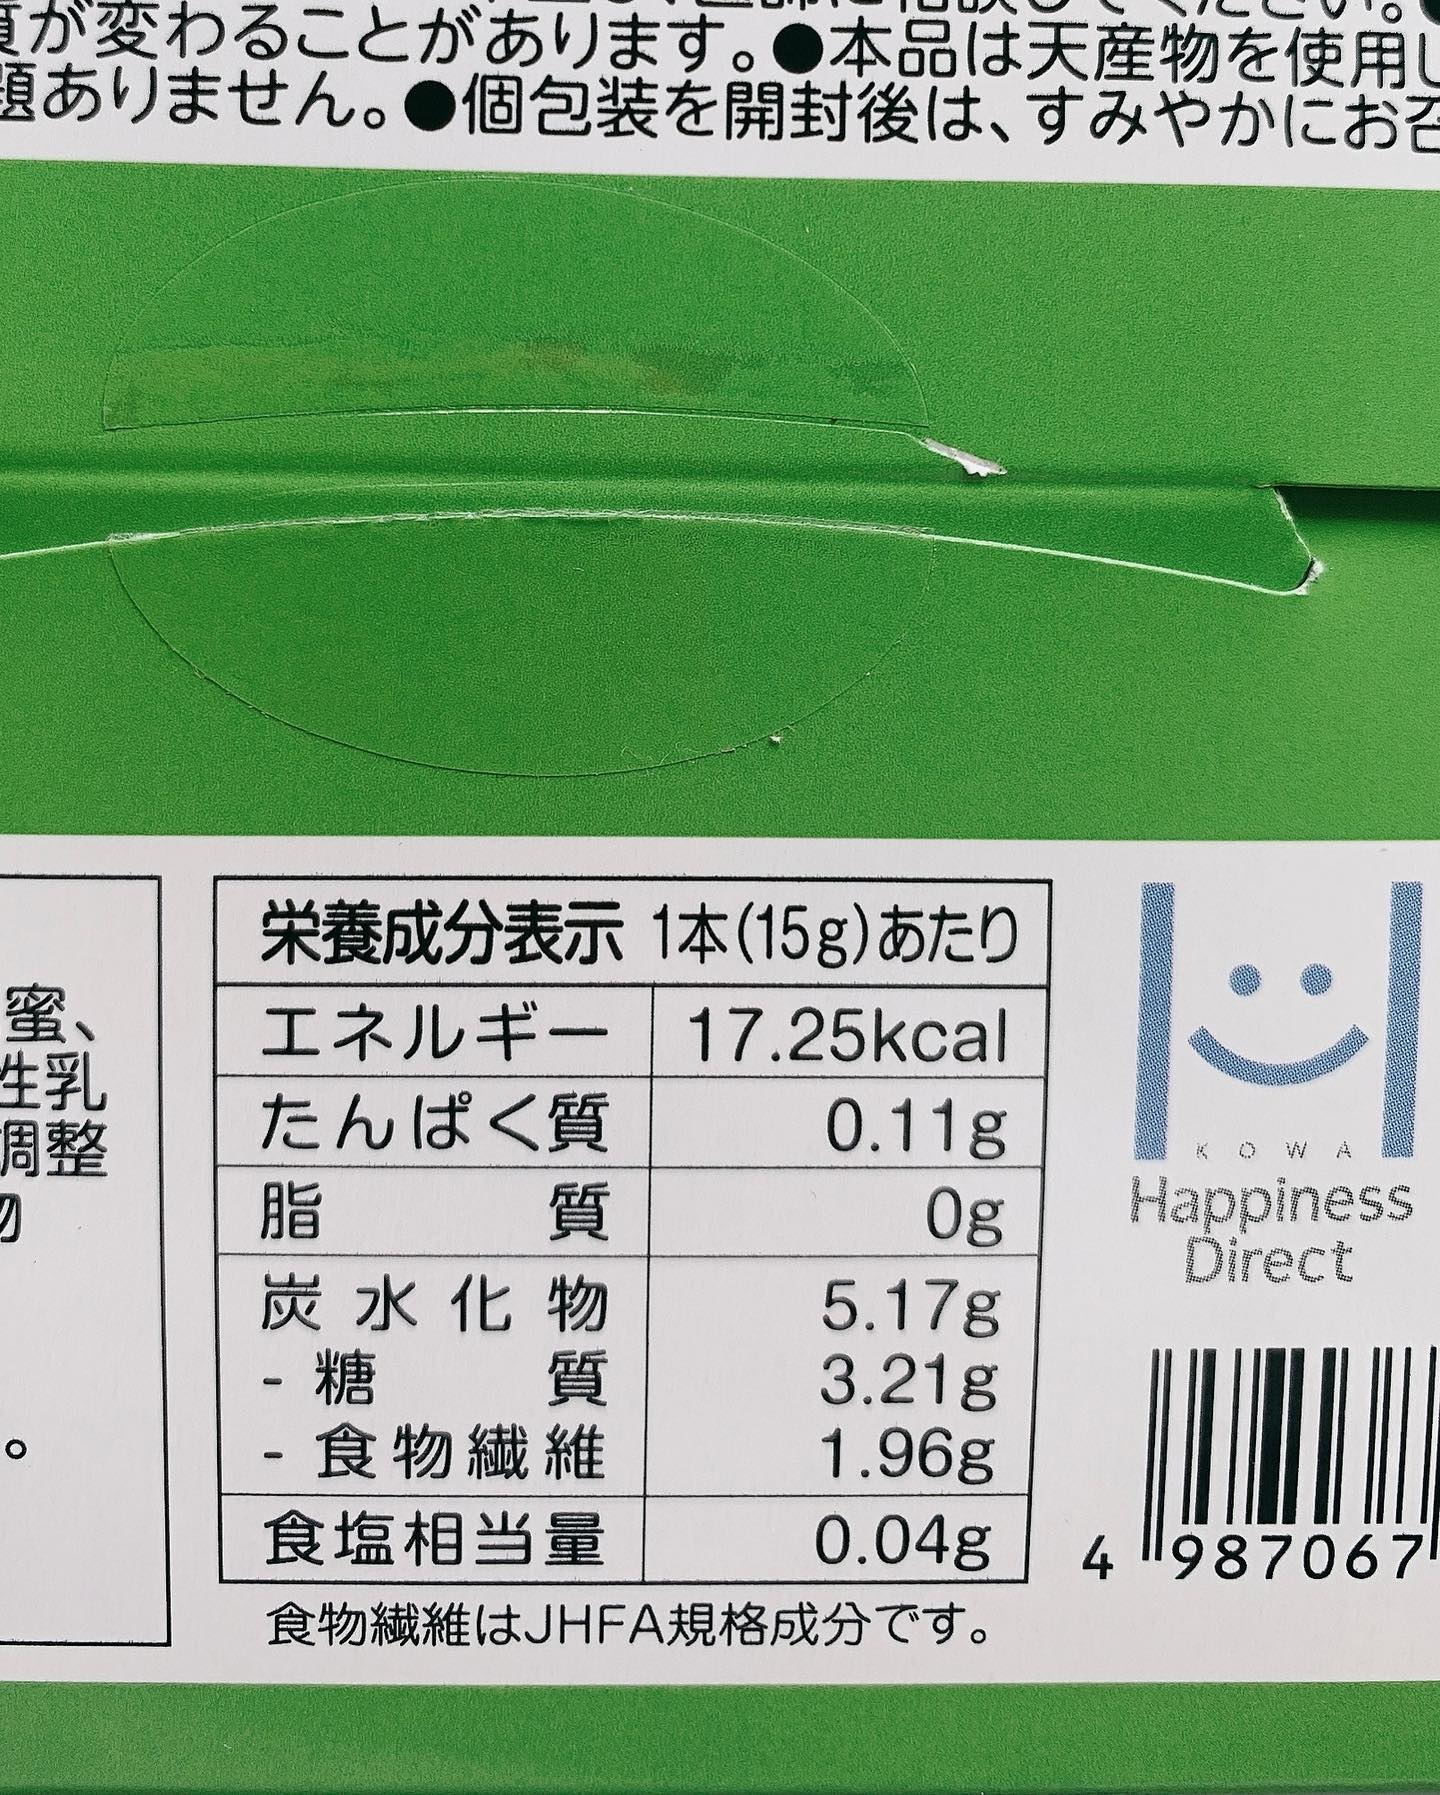 質が変わることがあります。●本品は天産物を使用し
題ありません。●個包装を開封後は、すみやかにお召
蜜、
性乳
調整
物
。
栄養成分表示 1本(15g)あたり
エネルギー 17.25kcal
たんぱく質 0.11g
脂質 0g
炭水化物 5.17g
- 糖質 3.21g
- 食物繊維 1.96g
食塩相当量 0.04g
食物繊維はJHFA規格成分です。
KOWA
Happiness
Direct
4 987067